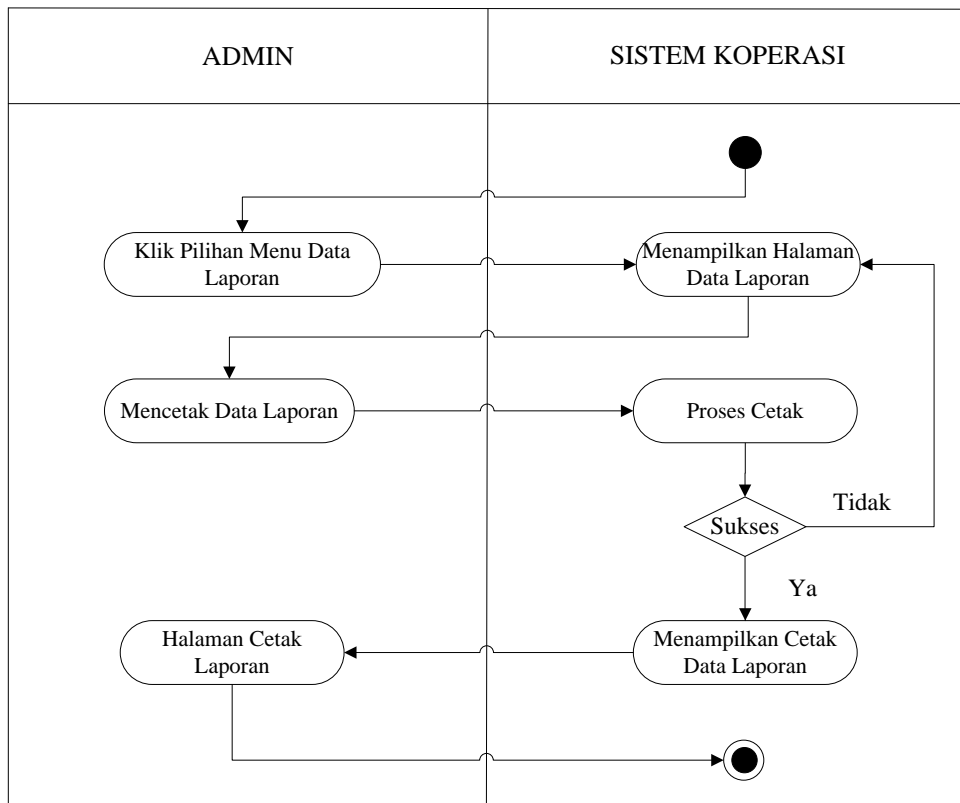 ADMIN
SISTEM KOPERASI
Klik Pilihan Menu Data
Laporan
Menampilkan Halaman
Data Laporan
Mencetak Data Laporan
Proses Cetak
Sukses
Tidak
Ya
Halaman Cetak
Laporan
Menampilkan Cetak
Data Laporan